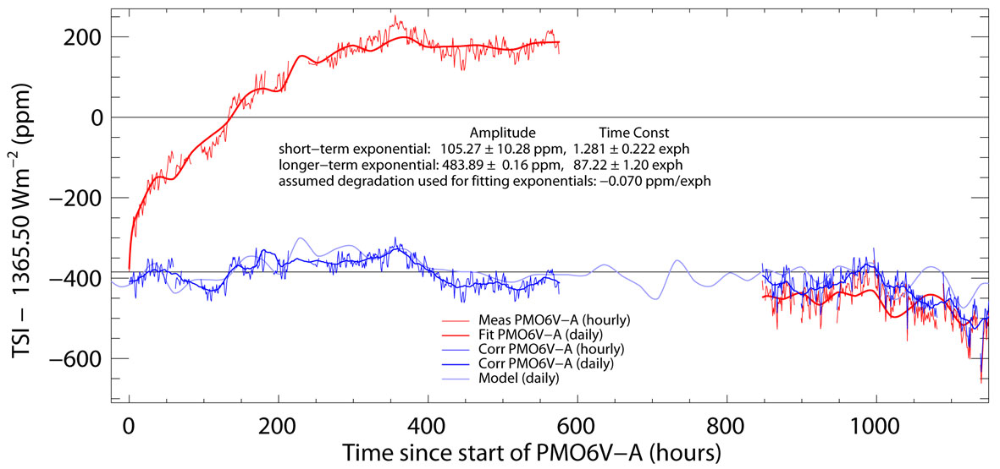 200
0
−200
−400
−600
TSI − 1365.50 Wm−2 (ppm)
Amplitude Time Const
short−term exponential: 105.27 ± 10.28 ppm, 1.281 ± 0.222 exph
longer−term exponential: 483.89 ± 0.16 ppm, 87.22 ± 1.20 exph
assumed degradation used for fitting exponentials: −0.070 ppm/exph
Meas PMO6V−A (hourly)
Fit PMO6V−A (daily)
Corr PMO6V−A (hourly)
Corr PMO6V−A (daily)
Model (daily)
0 200 400 600 800 1000
Time since start of PMO6V−A (hours)